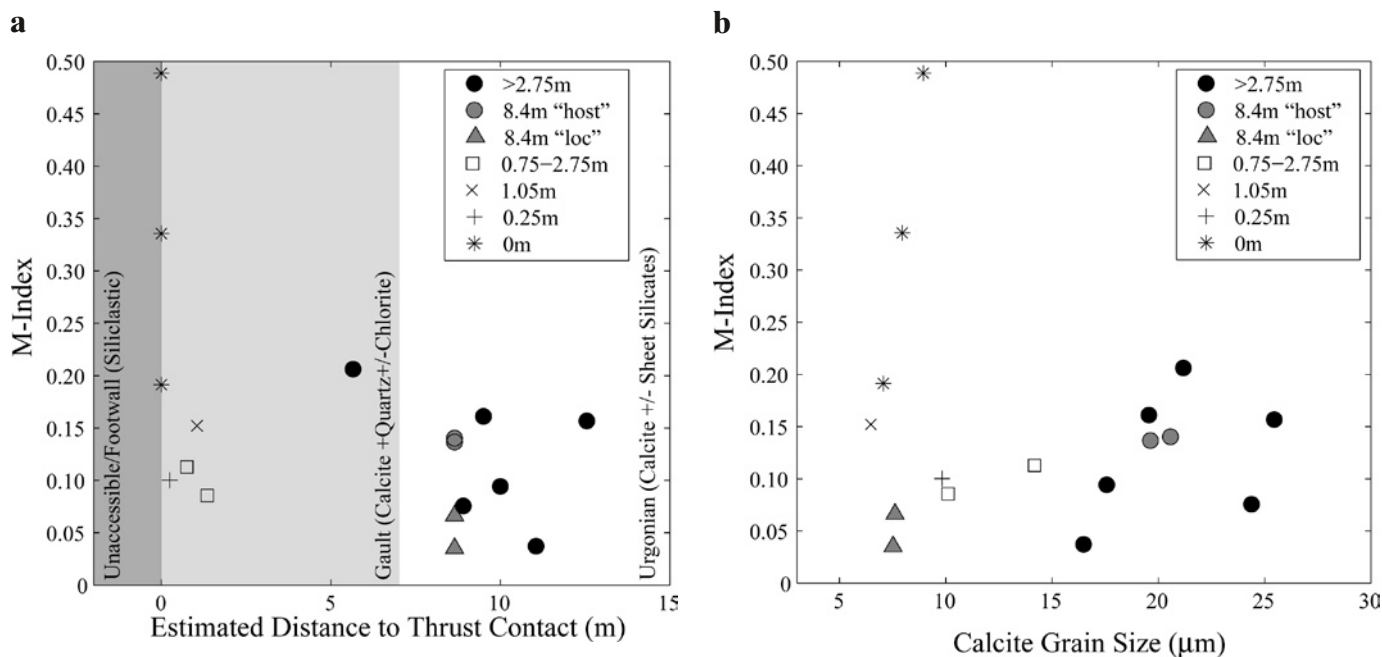 a
0.50
0.45
0.40
0.35
0.30
0.25
0.20
0.15
0.10
0.05
0
M-Index
>2.75m
8.4m “host”
8.4m “loc”
0.75−2.75m
1.05m
0.25m
0m
Unaccessible/Footwall (Siliclastic)
Gault (Calcite +Quartz+/-Chlorite)
Urgonian (Calcite +/- Sheet Silicates)
0 5 10 15
Estimated Distance to Thrust Contact (m)
b
0.50
0.45
0.40
0.35
0.30
0.25
0.20
0.15
0.10
0.05
0
M-Index
>2.75m
8.4m “host”
8.4m “loc”
0.75−2.75m
1.05m
0.25m
0m
5 10 15 20 25 30
Calcite Grain Size (μm)